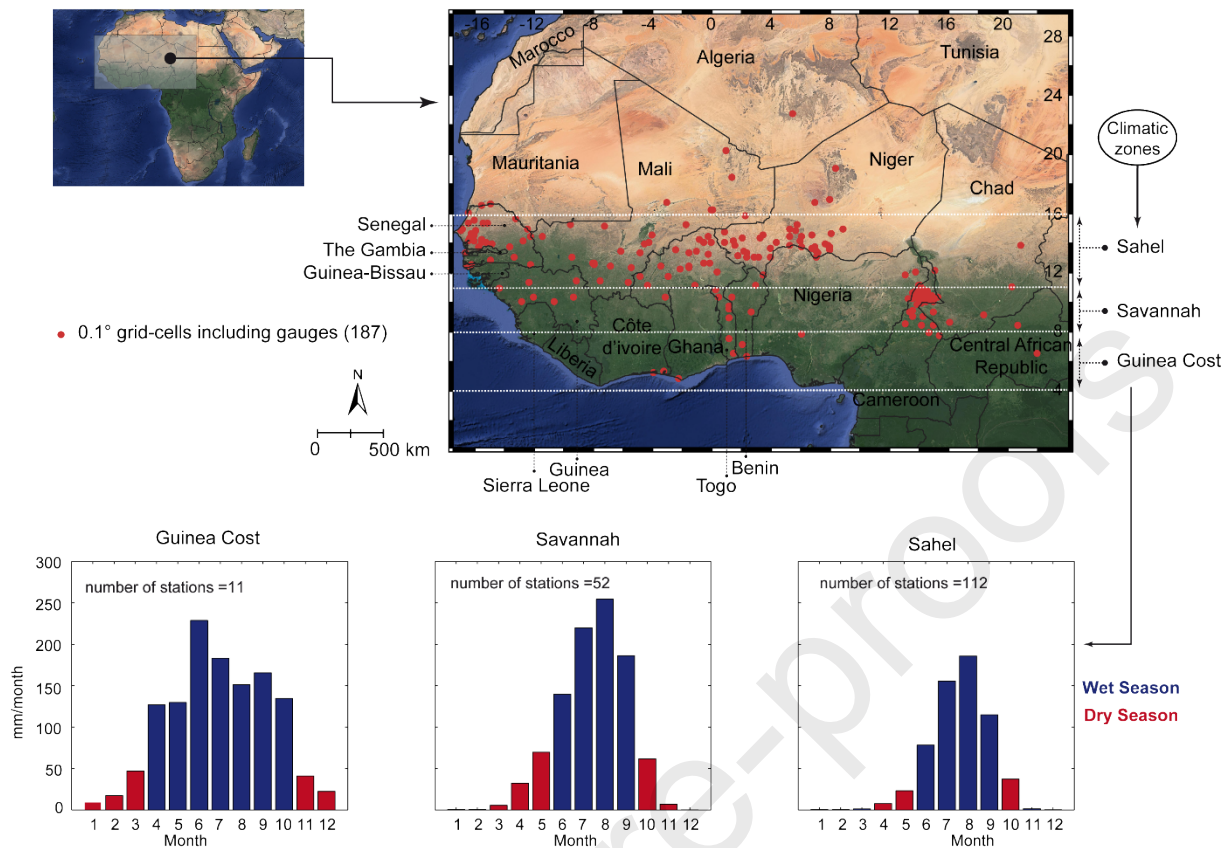 -16 -12 -8 -4 0 4 8 12 16 20
28
24
20
16
12
8
4
Marocco
Algeria
Tunisia
Mauritania
Mali
Niger
Chad
Nigeria
Côte
d'ivoire
Ghana
Liberia
Central African
Republic
Cameroon
Senegal
The Gambia
Guinea-Bissau
Guinea
Sierra Leone
Benin
Togo
Climatic
zones
Sahel
Savannah
Guinea Cost
0.1° grid-cells including gauges (187)
N
0 500 km
Guinea Cost
number of stations =11
300
250
200
150
100
50
0
mm/month
1 2 3 4 5 6 7 8 9 10 11 12
Month
Savannah
number of stations =52
1 2 3 4 5 6 7 8 9 10 11 12
Month
Sahel
number of stations =112
1 2 3 4 5 6 7 8 9 10 11 12
Month
Wet Season
Dry Season
re-proofs